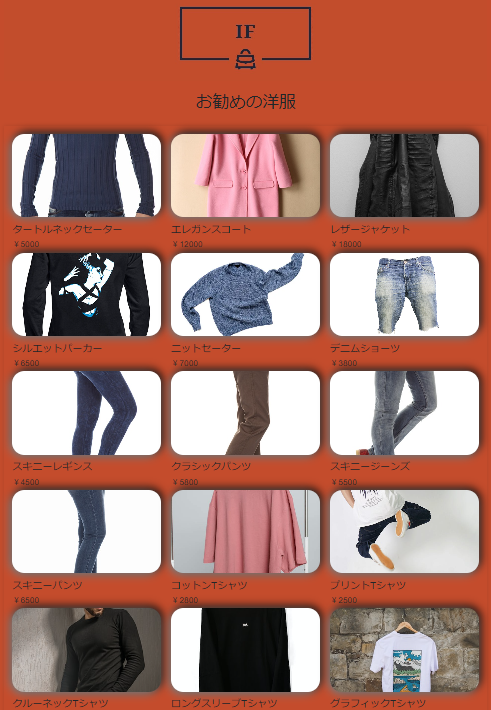 IF
お勧めの洋服
タートルネックセーター
エレガンスコート
レザージャケット
￥5000
￥12000
￥18000
シルエットパーカー
ニットセーター
デニムショーツ
￥6500
￥7000
￥3800
スキニーレギンス
クラシックパンツ
スキニージーンズ
￥4500
￥5800
￥5500
スキニーパンツ
コットンTシャツ
プリントTシャツ
￥6500
￥2800
￥2500
クルーネックTシャツ
ロングスリーブTシャツ
グラフィックTシャツ